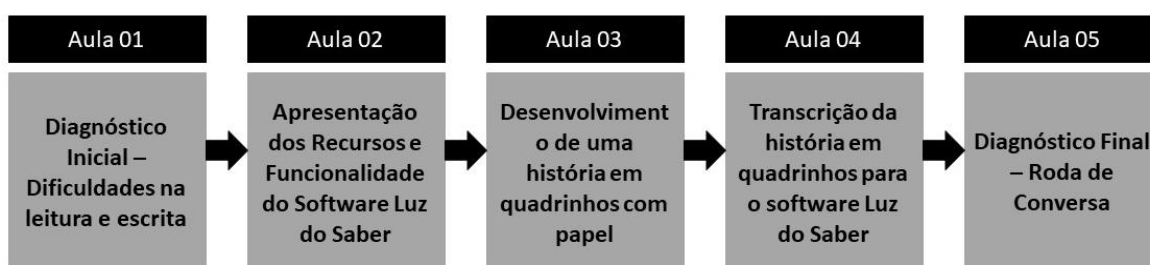 Aula 01
Diagnóstico
Inicial –
Dificuldades na
leitura e escrita
Aula 02
Apresentação
dos Recursos e
Funcionalidade
do Software Luz
do Saber
Aula 03
Desenvolviment
o de uma
história em
quadrinhos com
papel
Aula 04
Transcrição da
história em
quadrinhos para
o software Luz
do Saber
Aula 05
Diagnóstico Final
– Roda de
Conversa